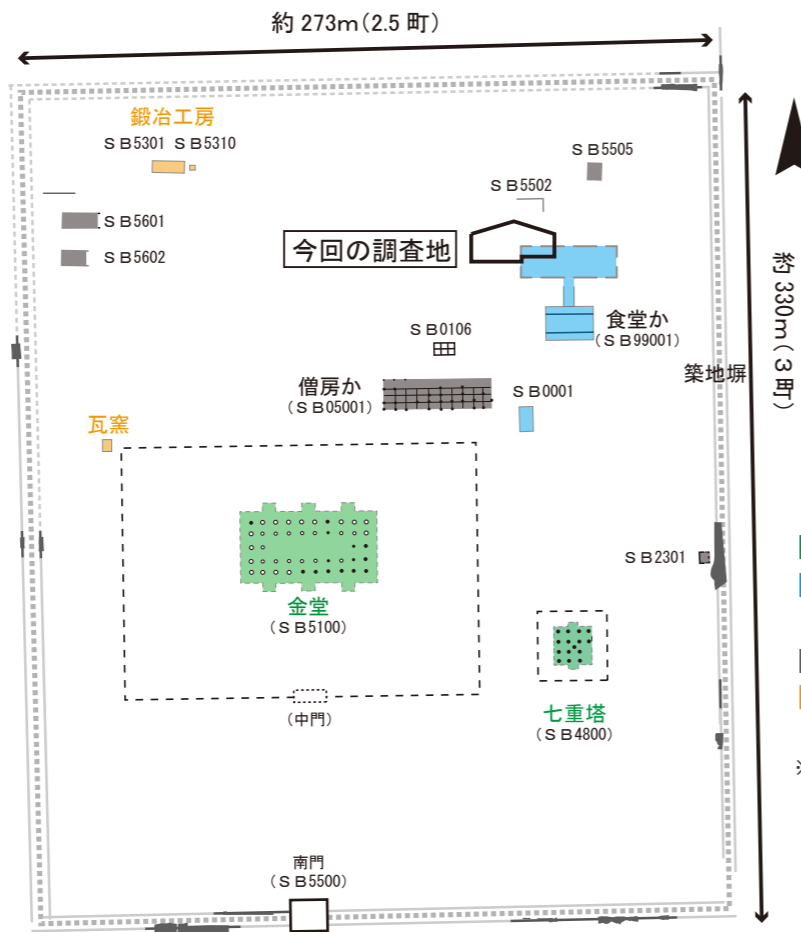 約 273m(2.5 町)
鍛冶工房
ＳＢ5301 ＳＢ5310
ＳＢ5505
ＳＢ5502
ＳＢ5601
ＳＢ5602
今回の調査地
約 330m(３町)
食堂か
(ＳＢ99001)
ＳＢ0106
築地塀
僧房か
(ＳＢ05001)
ＳＢ0001
瓦窯
ＳＢ2301
金堂
(ＳＢ5100)
七重塔
(ＳＢ4800)
(中門)
※
南門
(ＳＢ5500)